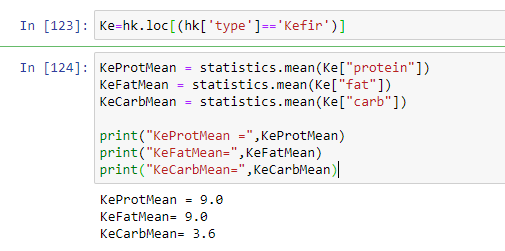 In [123]: Ke=hk.loc[(hk['type']=='Kefir')]
In [124]: KeProtMean = statistics.mean(Ke["protein"])
KeFatMean = statistics.mean(Ke["fat"])
KeCarbMean = statistics.mean(Ke["carb"])
print("KeProtMean =",KeProtMean)
print("KeFatMean=",KeFatMean)
print("KeCarbMean=",KeCarbMean)
KeProtMean = 9.0
KeFatMean= 9.0
KeCarbMean= 3.6